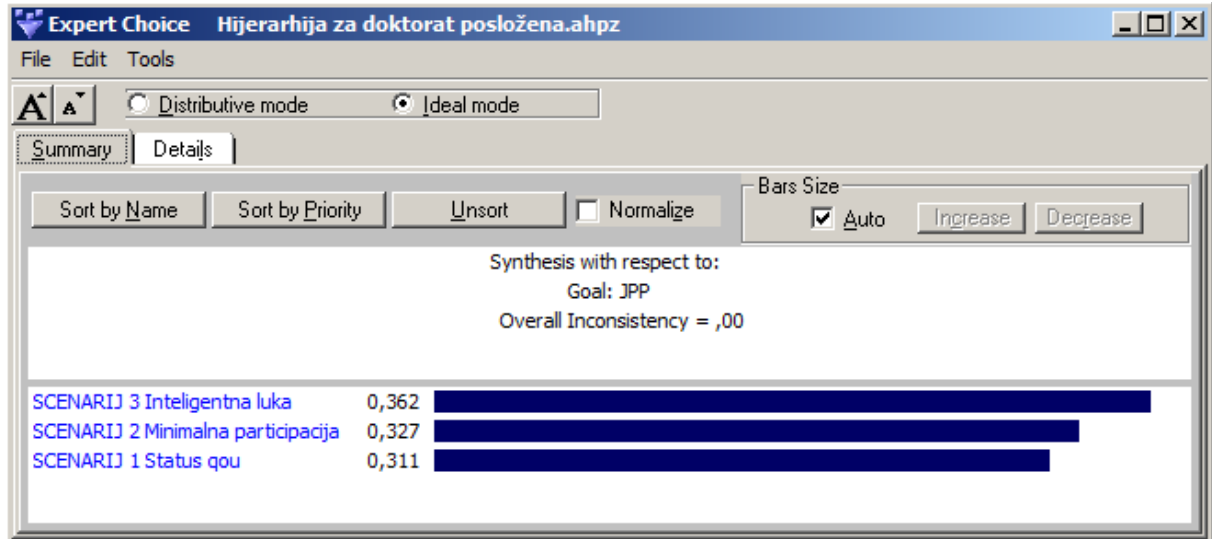 Expert Choice Hijerarhija za doktorat posložena.ahpz
File Edit Tools
A A Distributive mode Ideal mode
Summary Details
Sort by Name Sort by Priority Unsort Normalize Bars Size Auto Increase Decrease
Synthesis with respect to:
Goal: JPP
Overall Inconsistency = ,00
SCENARIJ 3 Inteligentna luka 0,362
SCENARIJ 2 Minimalna participacija 0,327
SCENARIJ 1 Status qou 0,311